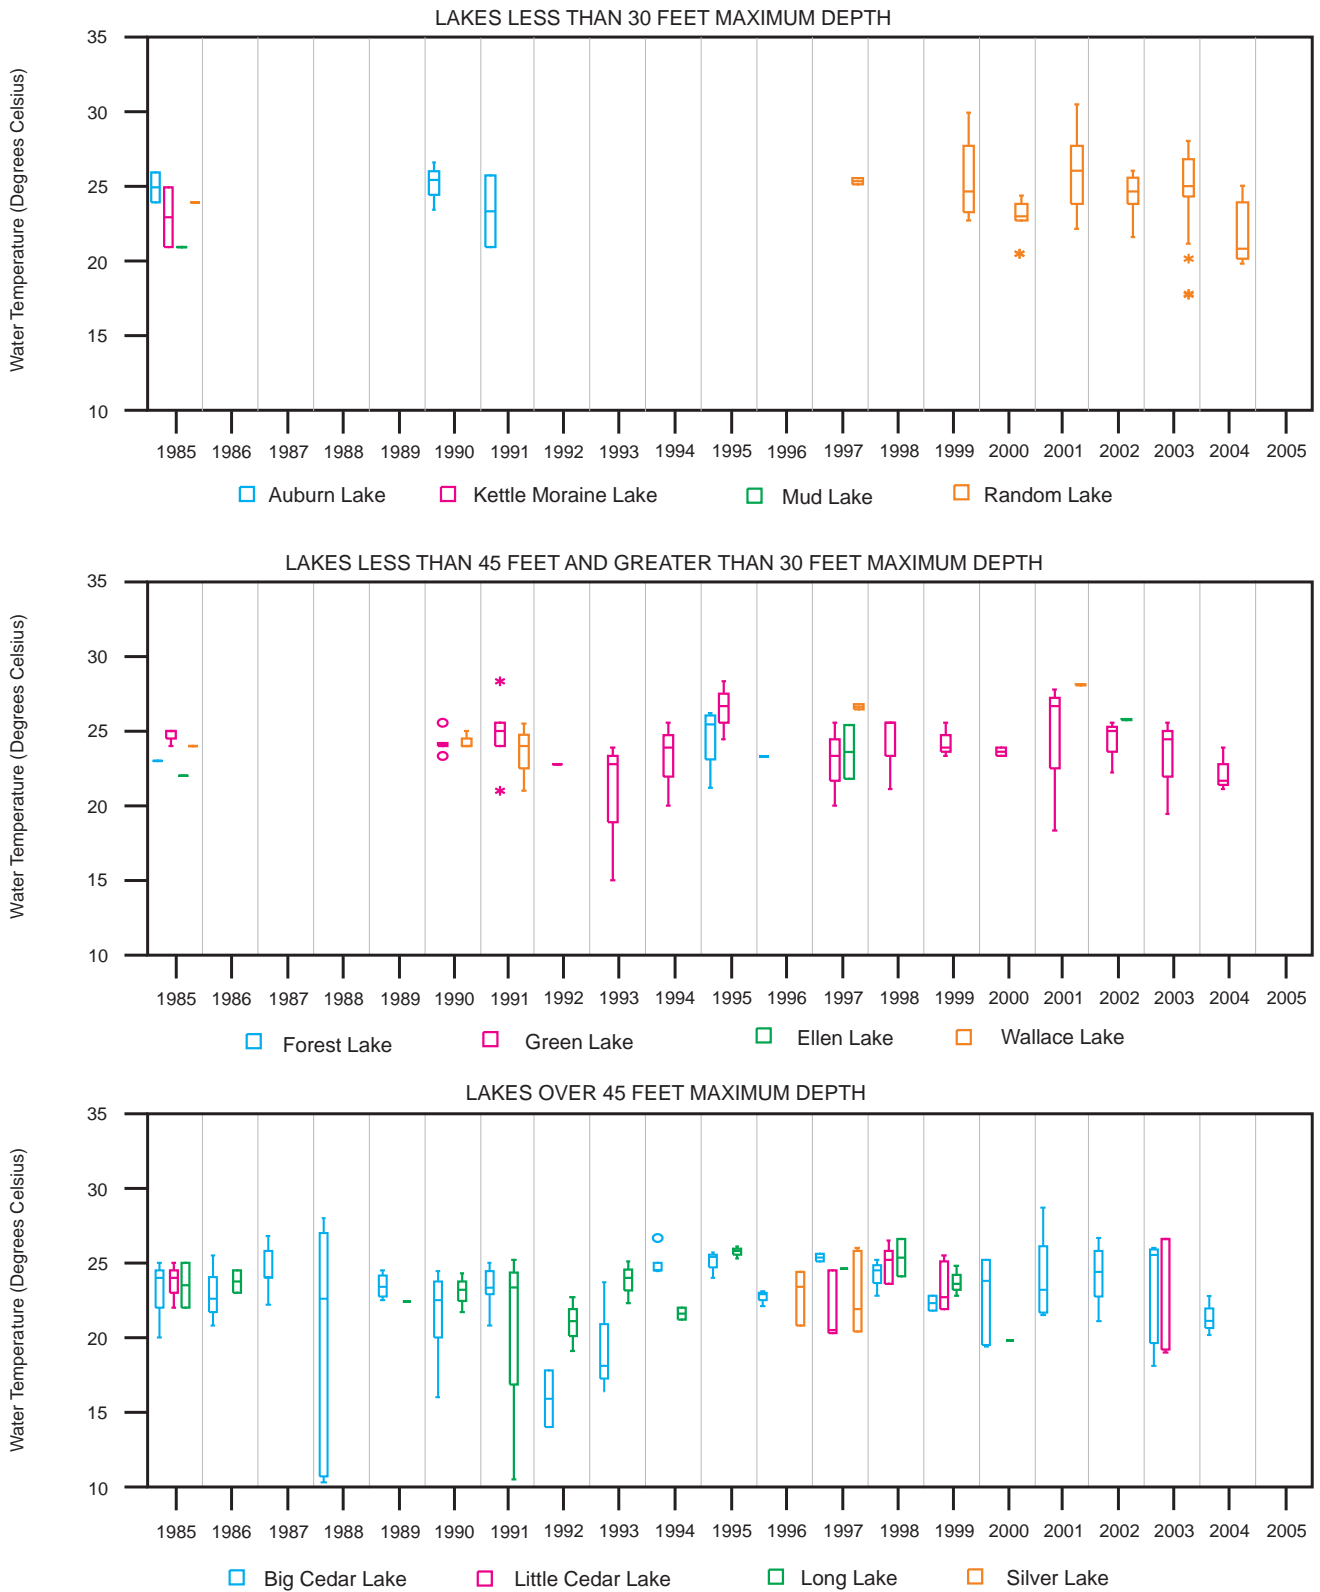 LAKES LESS THAN 30 FEET MAXIMUM DEPTH
Water Temperature (Degrees Celsius)
35
30
25
20
15
10
1985 1986 1987 1988 1989 1990 1991 1992 1993 1994 1995 1996 1997 1998 1999 2000 2001 2002 2003 2004 2005
Auburn Lake Kettle Moraine Lake Mud Lake Random Lake
LAKES LESS THAN 45 FEET AND GREATER THAN 30 FEET MAXIMUM DEPTH
Water Temperature (Degrees Celsius)
35
30
25
20
15
10
1985 1986 1987 1988 1989 1990 1991 1992 1993 1994 1995 1996 1997 1998 1999 2000 2001 2002 2003 2004 2005
Forest Lake Green Lake Ellen Lake Wallace Lake
LAKES OVER 45 FEET MAXIMUM DEPTH
Water Temperature (Degrees Celsius)
35
30
25
20
15
10
1985 1986 1987 1988 1989 1990 1991 1992 1993 1994 1995 1996 1997 1998 1999 2000 2001 2002 2003 2004 2005
Big Cedar Lake Little Cedar Lake Long Lake Silver Lake